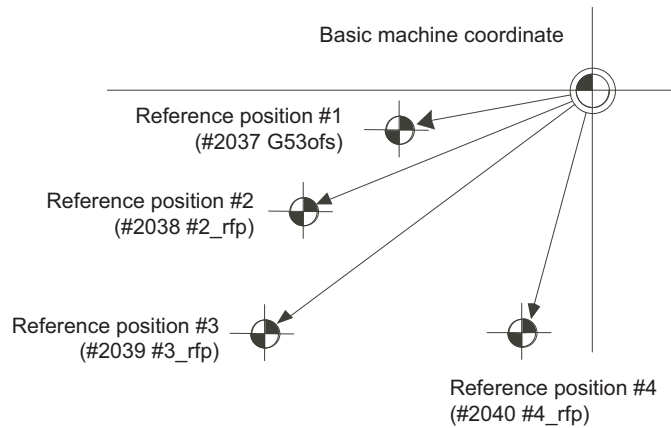 Basic machine coordinate
Reference position #1
(#2037 G53ofs)
Reference position #2
(#2038 #2_rfp)
Reference position #3
(#2039 #3_rfp)
Reference position #4
(#2040 #4_rfp)